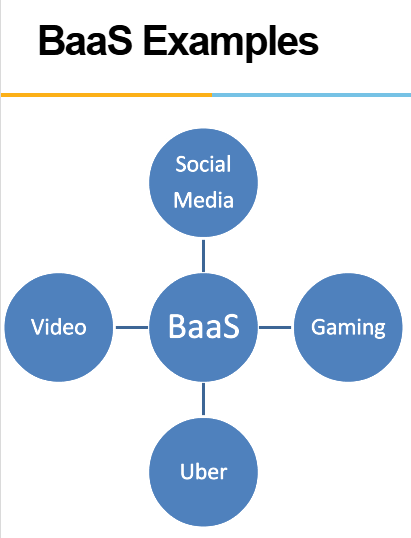 BaaS Examples
Social
Media
Video
BaaS
Gaming
Uber